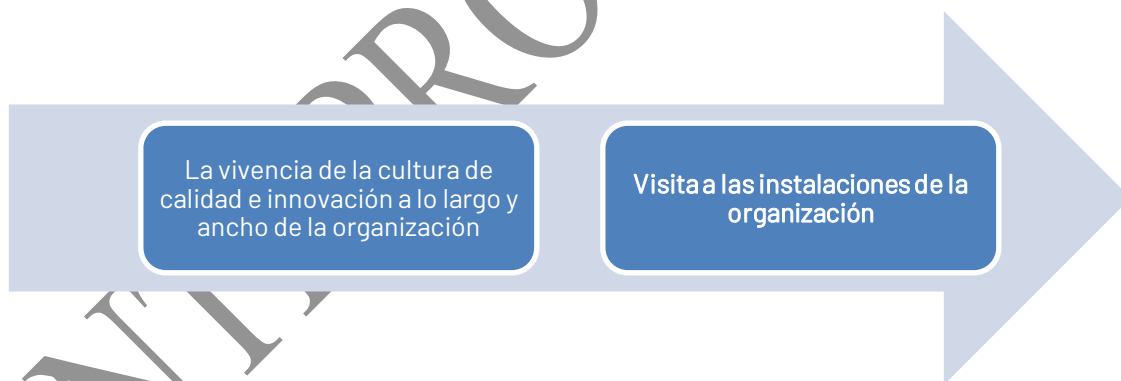 La vivencia de la cultura de
calidad e innovación a lo largo y
ancho de la organización
Visita a las instalaciones de la
organización